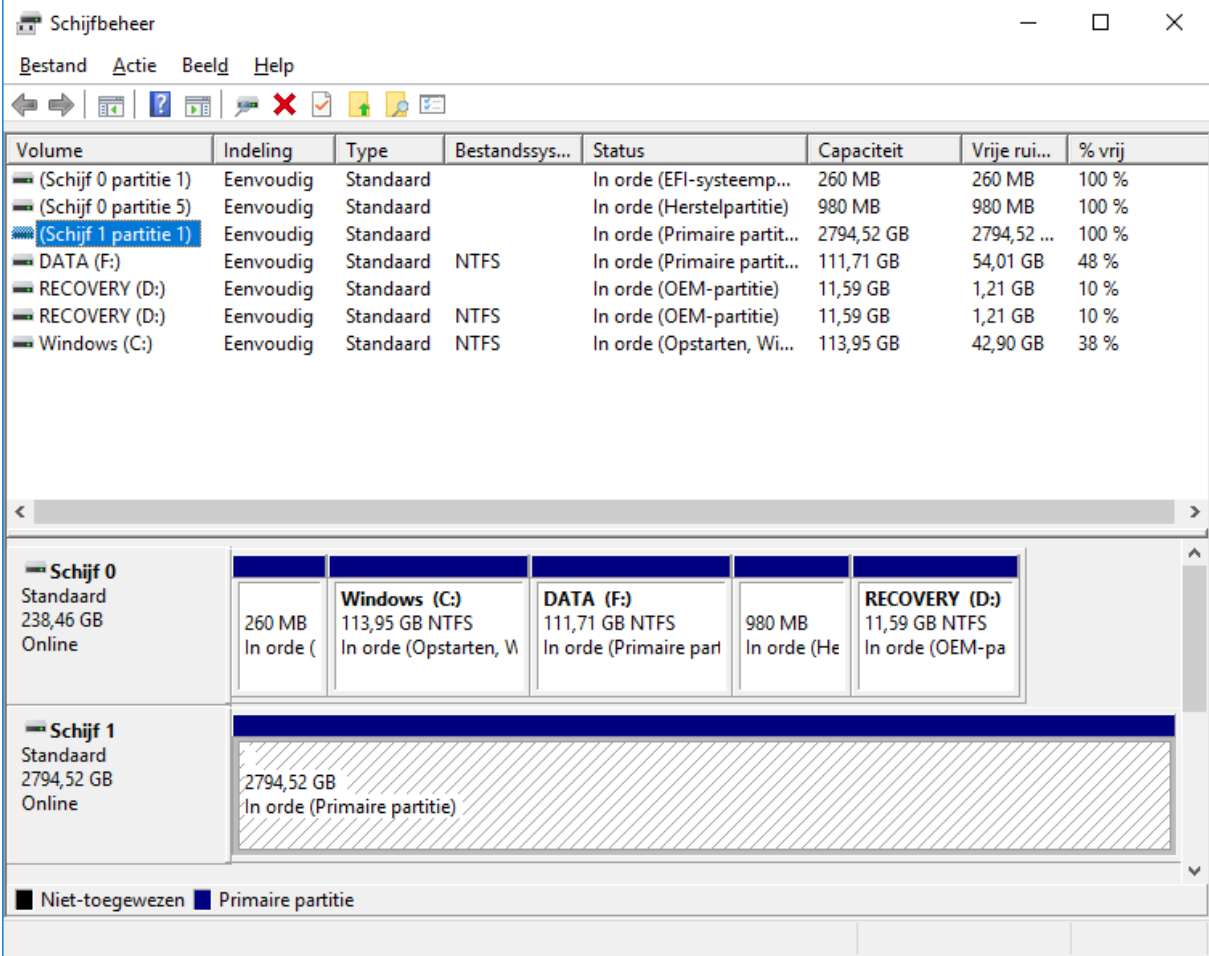 Schijfbeheer
Bestand Actie Beeld Help
Volume Indeling Type Bestandssys... Status Capaciteit Vrije rui... % vrij
(Schijf 0 partitie 1) Eenvoudig Standaard In orde (EFI-systeemp... 260 MB 260 MB 100 %
(Schijf 0 partitie 5) Eenvoudig Standaard In orde (Herstelpartitie) 980 MB 980 MB 100 %
(Schijf 1 partitie 1) Eenvoudig Standaard In orde (Primaire partit... 2794,52 GB 2794,52 ... 100 %
DATA (F:) Eenvoudig Standaard NTFS In orde (Primaire partit... 111,71 GB 54,01 GB 48 %
RECOVERY (D:) Eenvoudig Standaard In orde (OEM-partitie) 11,59 GB 1,21 GB 10 %
RECOVERY (D:) Eenvoudig Standaard NTFS In orde (OEM-partitie) 11,59 GB 1,21 GB 10 %
Windows (C:) Eenvoudig Standaard NTFS In orde (Opstarten, Wi... 113,95 GB 42,90 GB 38 %
Schijf 0
Standaard
238,46 GB
Online
260 MB
In orde (
Windows (C:)
113,95 GB NTFS
In orde (Opstarten, W
DATA (F:)
111,71 GB NTFS
In orde (Primaire part
980 MB
In orde (He
RECOVERY (D:)
11,59 GB NTFS
In orde (OEM-pa
Schijf 1
Standaard
2794,52 GB
Online
2794,52 GB
In orde (Primaire partitie)
Niet-toegewezen Primaire partitie